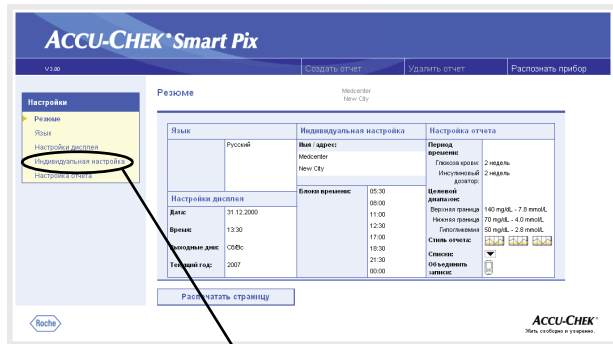 ACCU-CHEK® Smart Pix
V 3.00
Создать отчет
Удалить отчет
Распознать прибор
Настройки
Резюме
Язык
Настройки дисплея
Индивидуальная настройка
Настройка отчета
Резюме
Medcenter
New City
Язык
Русский
Настройки дисплея
Дата: 31.12.2000
Время: 13:30
Выходные дни: Сб/Вс
Текущий год: 2007
Индивидуальная настройка
Имя / адрес:
Medcenter
New City
Блоки времени: 05:30
08:00
11:00
12:30
17:00
18:30
21:30
00:00
Настройка отчета
Период
времени:
Глюкоза крови: 2 недель
Инсулиновый 2 недель
дозатор:
Целевой
диапазон:
Верхняя граница 140 mg/dL - 7.8 mmol/L
Нижняя граница 70 mg/dL - 4.0 mmol/L
Гипогликемия 50 mg/dL - 2.8 mmol/L
Стиль отчета:
Списки:
Объединить
записи:
Распечатать страницу
Roche
ACCU-CHEK®
Жить свободно и уверенно.